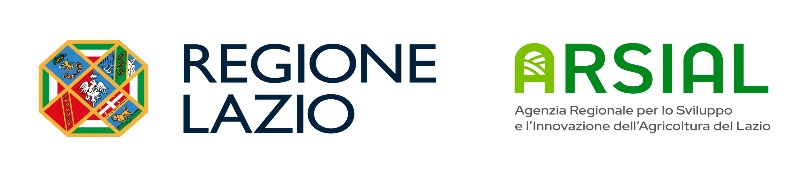 REGIONE
LAZIO
ARSIAL
Agenzia Regionale per lo Sviluppo
e l'Innovazione dell'Agricoltura del Lazio